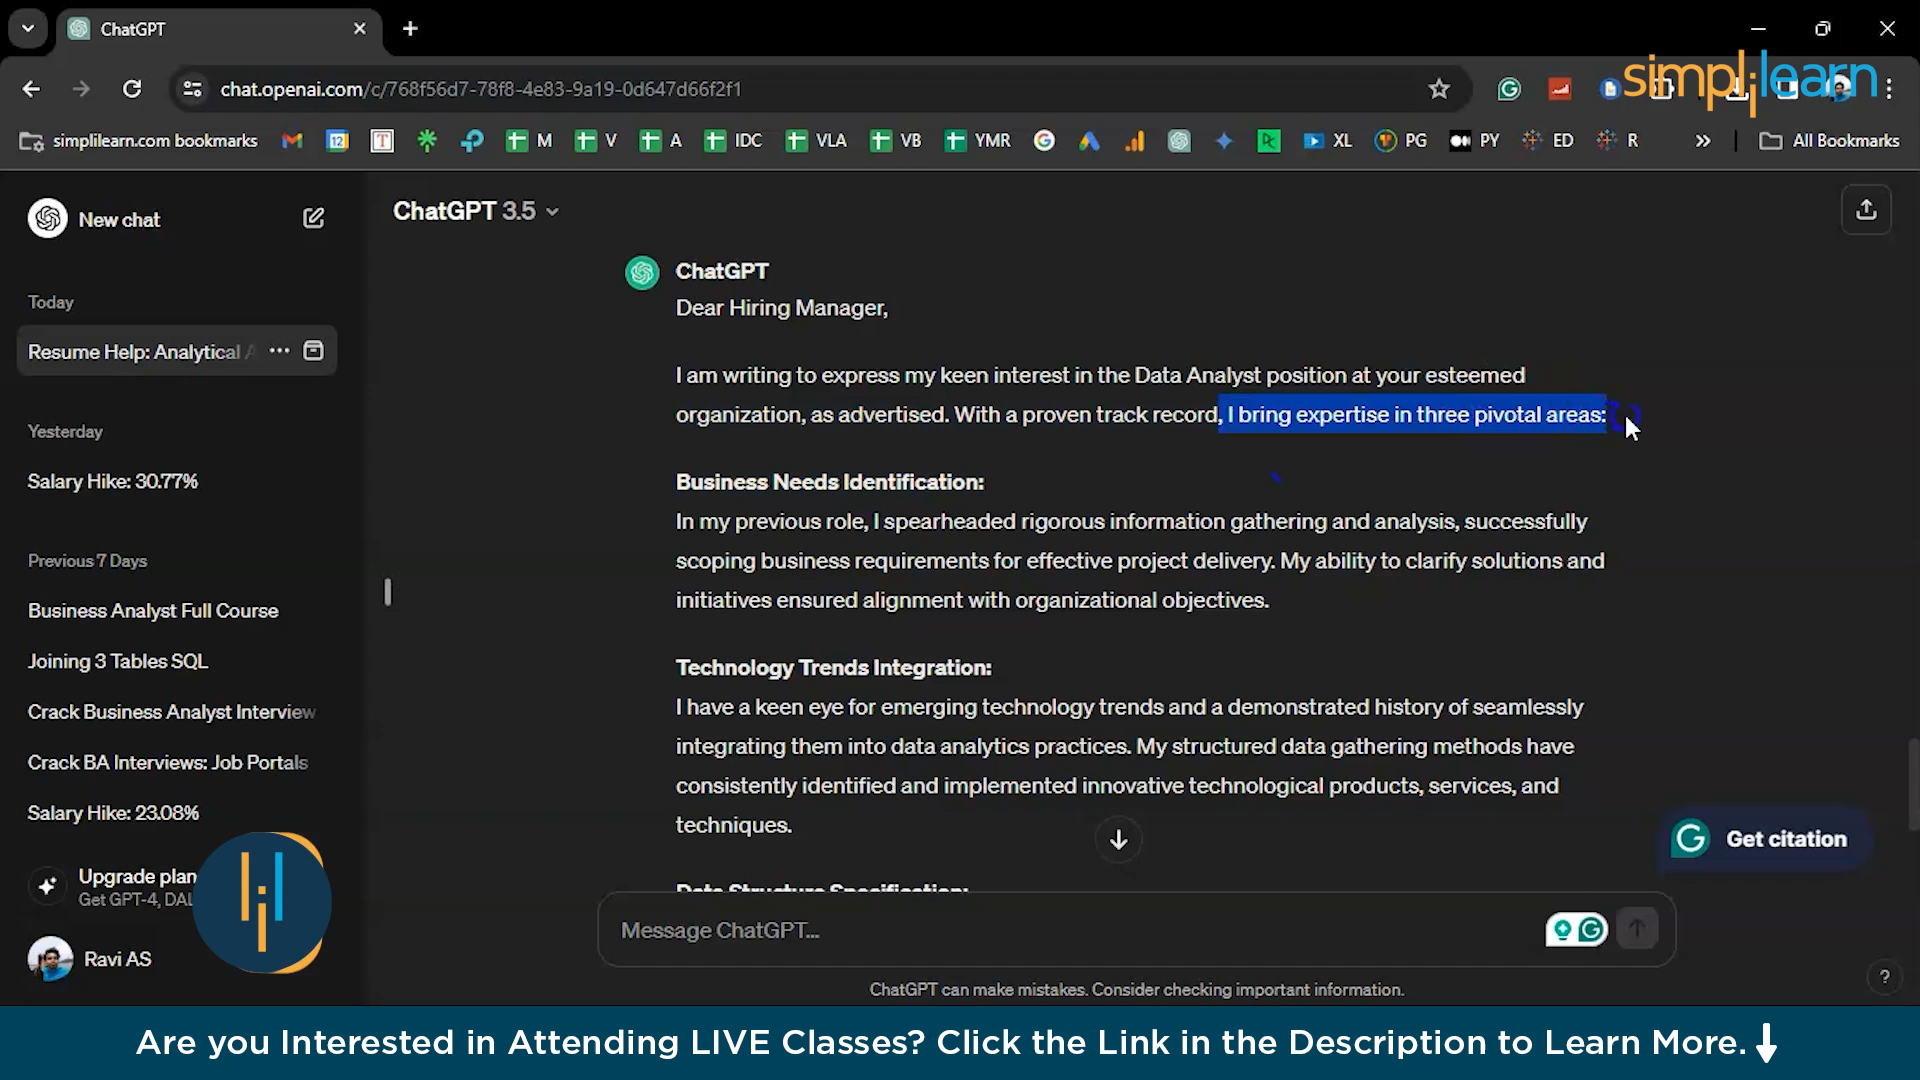 ChatGPT
simplilearn
chat.openai.com/c/768f56d7-78f8-4e83-9a19-0d647d66f2f1
simplilearn.com bookmarks
M
V
A
IDC
VLA
VB
YMR
XL
PG
PY
ED
R
All Bookmarks
New chat
Today
Resume Help: Analytical A
Yesterday
Salary Hike: 30.77%
Previous 7 Days
Business Analyst Full Course
Joining 3 Tables SQL
Crack Business Analyst Interview
Crack BA Interviews: Job Portals
Salary Hike: 23.08%
Upgrade plan
Get GPT-4, DAL
Ravi AS
ChatGPT 3.5
ChatGPT
Dear Hiring Manager,
I am writing to express my keen interest in the Data Analyst position at your esteemed
organization, as advertised. With a proven track record, I bring expertise in three pivotal areas:
Business Needs Identification:
In my previous role, I spearheaded rigorous information gathering and analysis, successfully
scoping business requirements for effective project delivery. My ability to clarify solutions and
initiatives ensured alignment with organizational objectives.
Technology Trends Integration:
I have a keen eye for emerging technology trends and a demonstrated history of seamlessly
integrating them into data analytics practices. My structured data gathering methods have
consistently identified and implemented innovative technological products, services, and
techniques.
Data Structure Specification:
Get citation
Message ChatGPT...
ChatGPT can make mistakes. Consider checking important information.
?
Are you Interested in Attending LIVE Classes? Click the Link in the Description to Learn More.